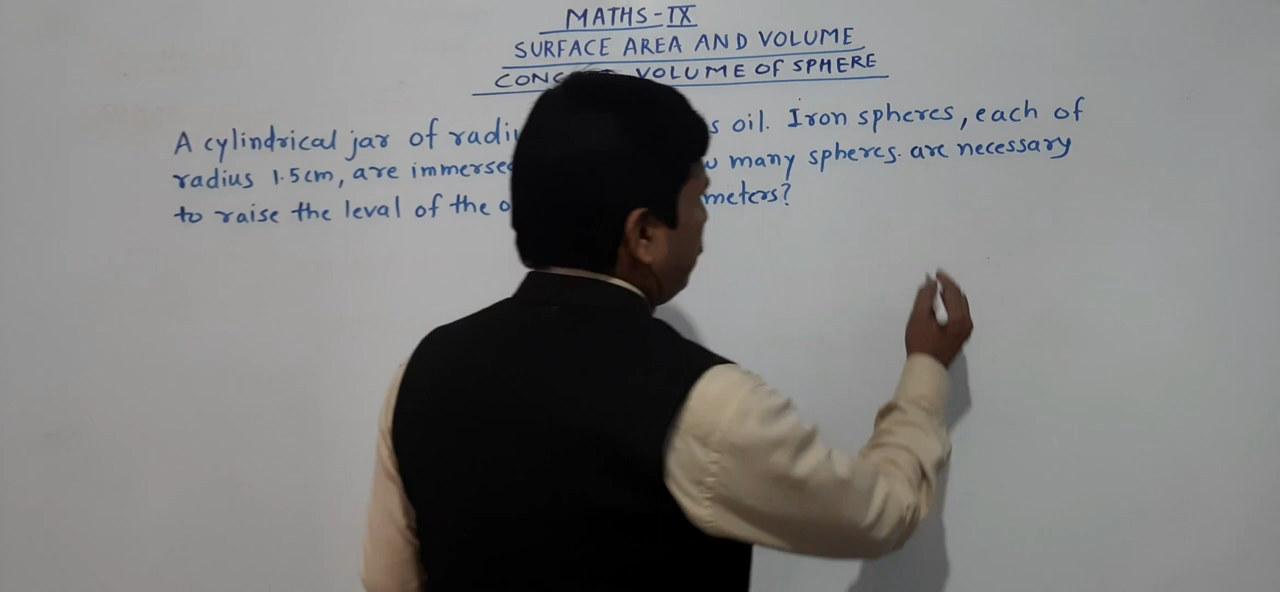 MATHS-IX
SURFACE AREA AND VOLUME
VOLUME OF SPHERE
A cylindrical jar of oil. Iron spheres, each of
radius 1.5cm, are many spheres. are necessary
to raise the leval of the meters?